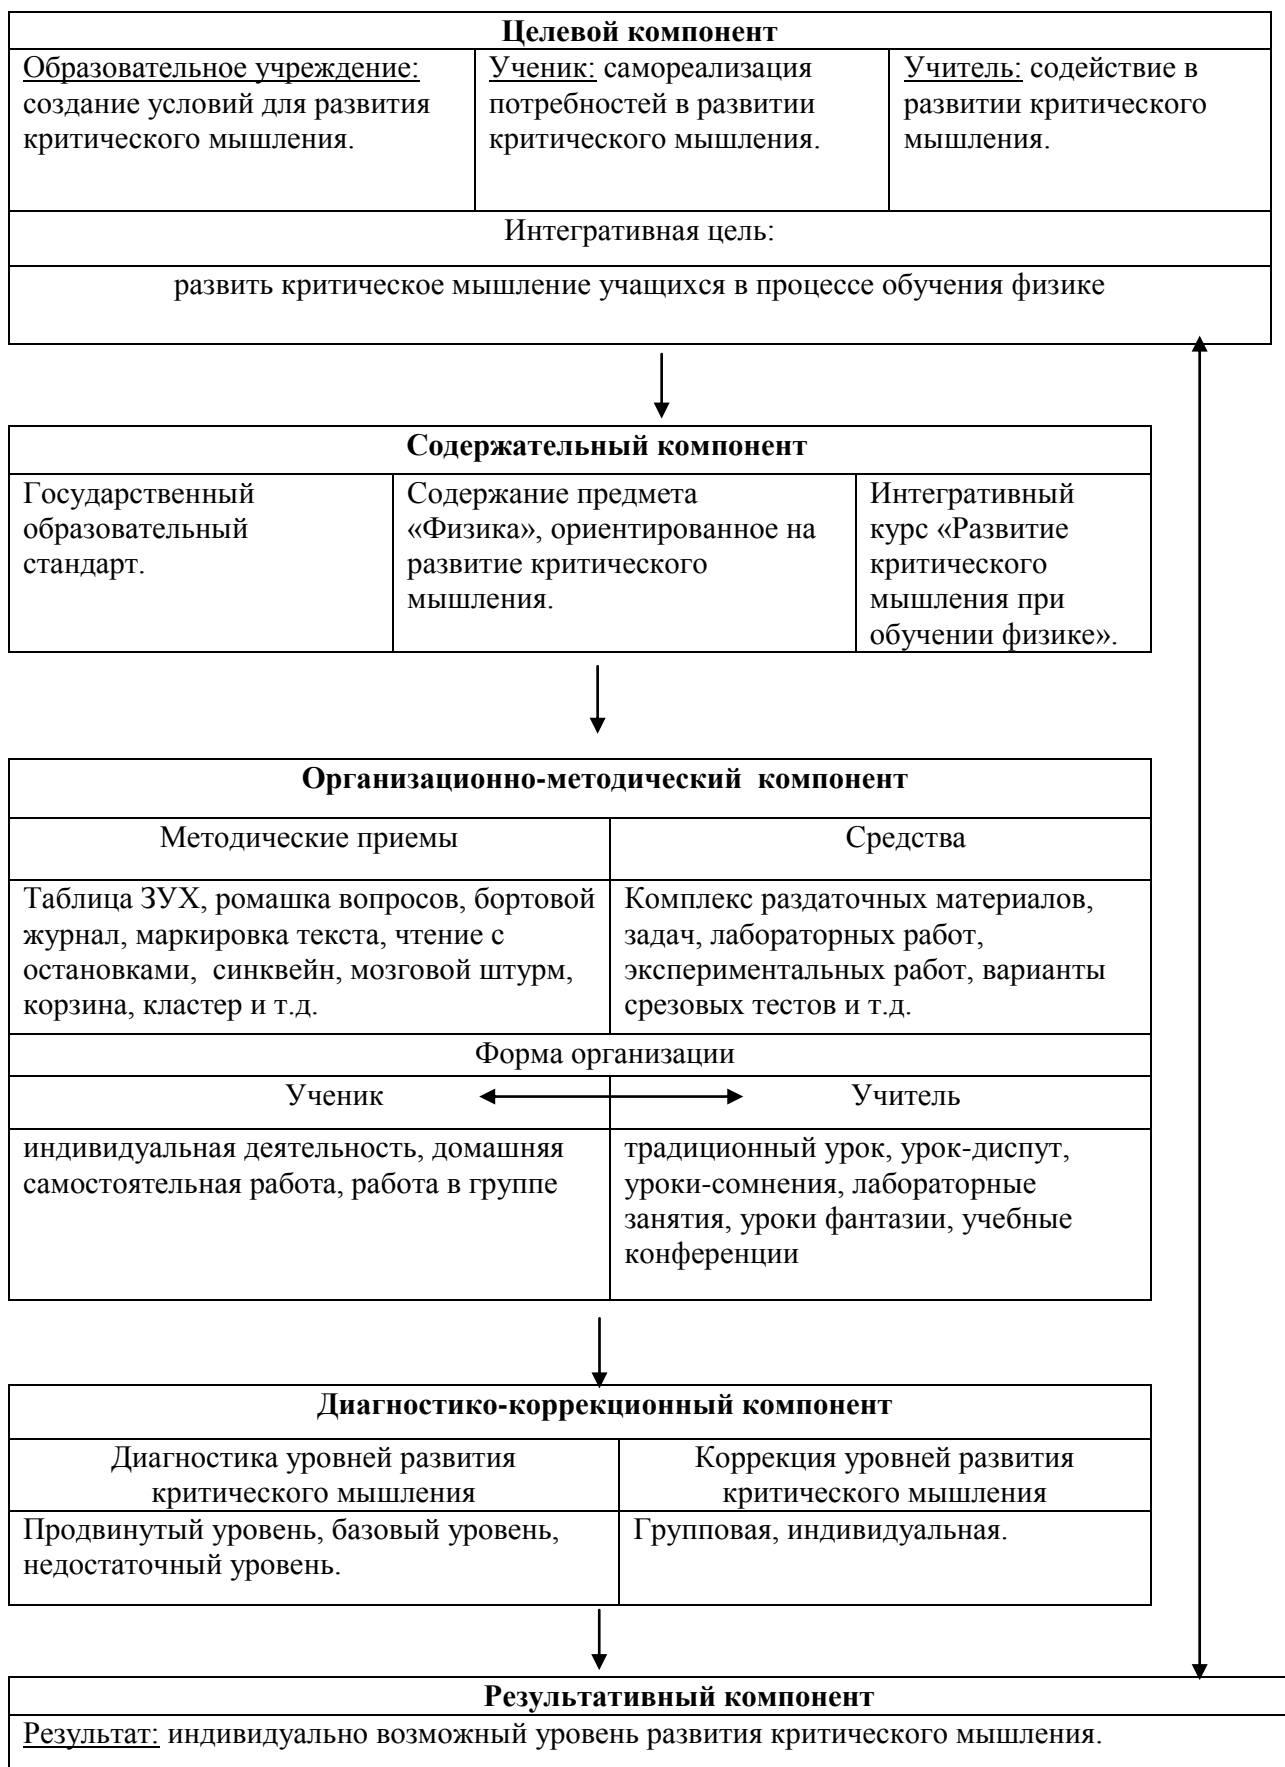 Целевой компонент
Образовательное учреждение:
создание условий для развития
критического мышления.
Ученик: самореализация
потребностей в развитии
критического мышления.
Учитель: содействие в
развитии критического
мышления.
Интегративная цель:
развить критическое мышление учащихся в процессе обучения физике
Содержательный компонент
Государственный
образовательный
стандарт.
Содержание предмета
«Физика», ориентированное на
развитие критического
мышления.
Интегративный
курс «Развитие
критического
мышления при
обучении физике».
Организационно-методический компонент
Методические приемы
Средства
Таблица ЗУХ, ромашка вопросов, бортовой
журнал, маркировка текста, чтение с
остановками, синквейн, мозговой штурм,
корзина, кластер и т.д.
Комплекс раздаточных материалов,
задач, лабораторных работ,
экспериментальных работ, варианты
срезовых тестов и т.д.
Форма организации
Ученик
Учитель
индивидуальная деятельность, домашняя
самостоятельная работа, работа в группе
традиционный урок, урок-диспут,
уроки-сомнения, лабораторные
занятия, уроки фантазии, учебные
конференции
Диагностико-коррекционный компонент
Диагностика уровней развития
критического мышления
Коррекция уровней развития
критического мышления
Продвинутый уровень, базовый уровень,
недостаточный уровень.
Групповая, индивидуальная.
Результативный компонент
Результат: индивидуально возможный уровень развития критического мышления.